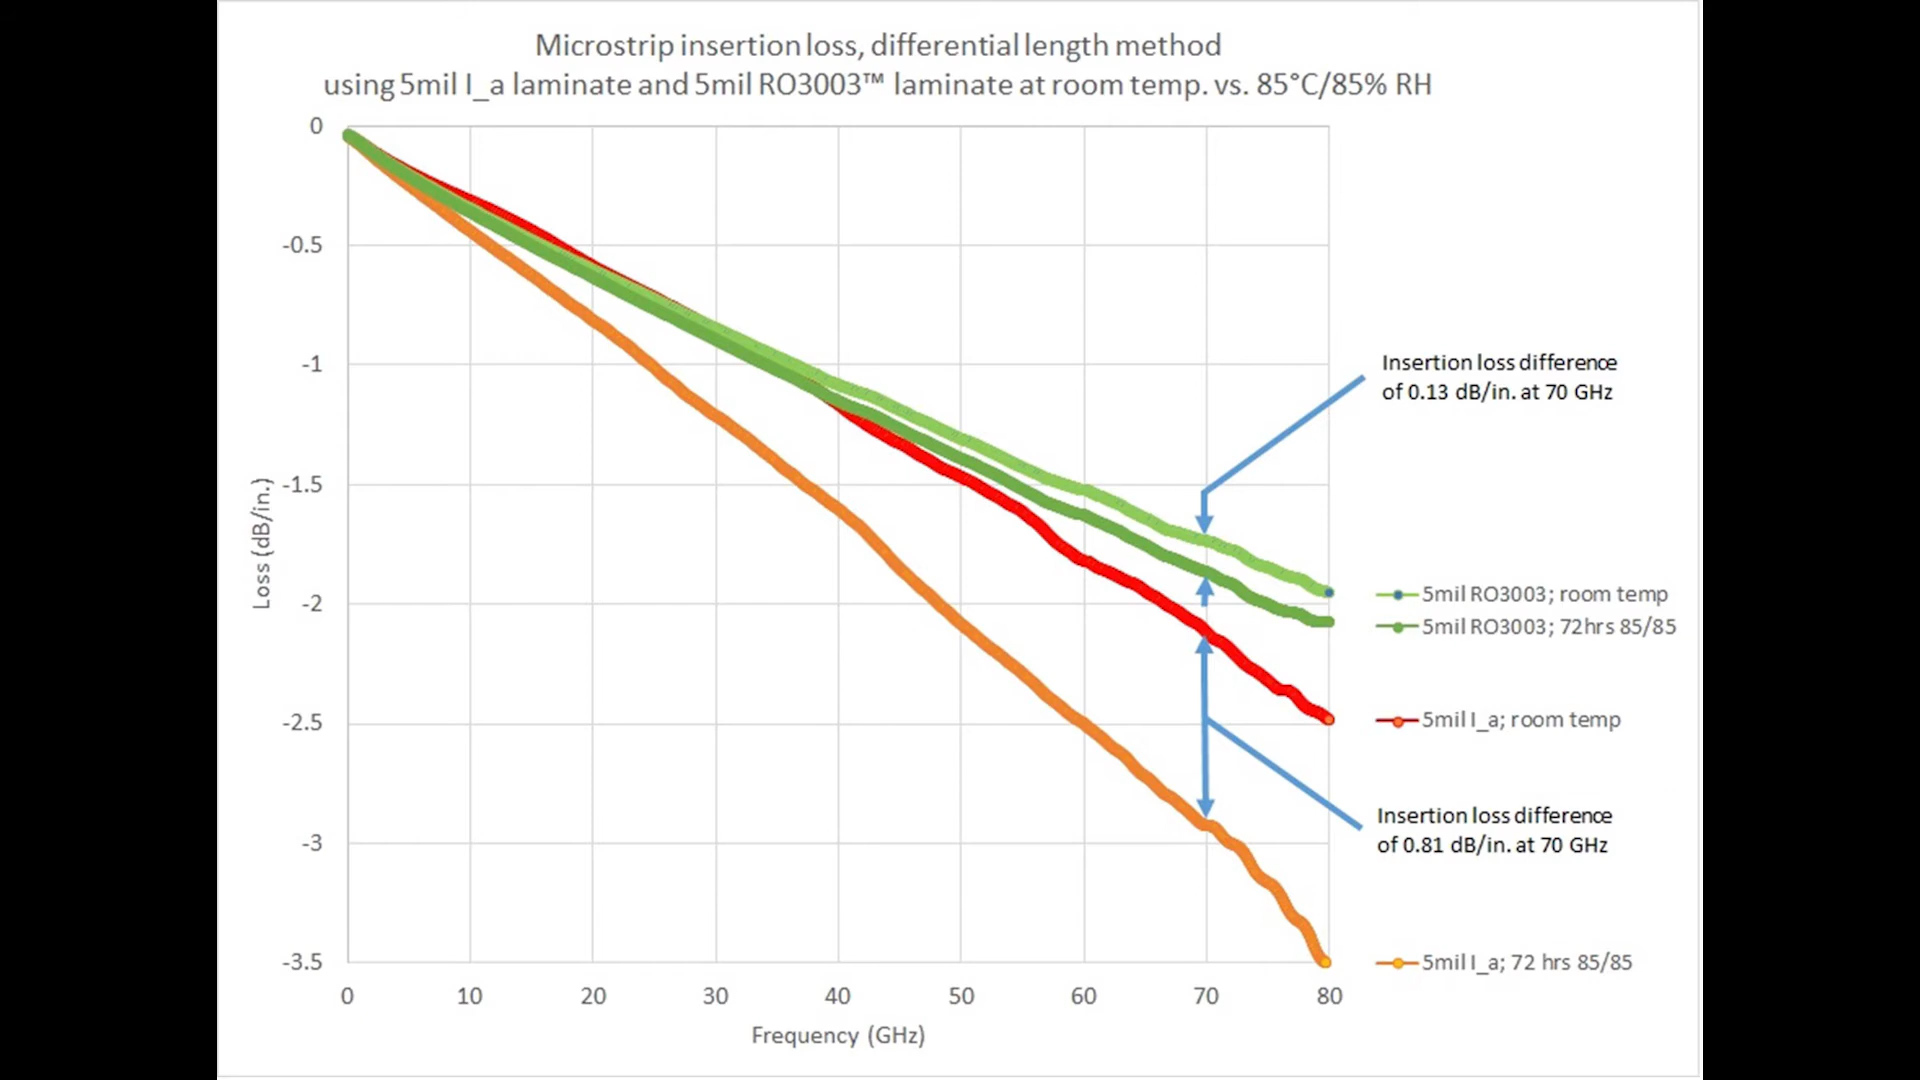 Microstrip insertion loss, differential length method
using 5mil I_a laminate and 5mil RO3003™ laminate at room temp. vs. 85°C/85% RH
0
-0.5
-1
-1.5
-2
-2.5
-3
-3.5
Loss (dB/in.)
0 10 20 30 40 50 60 70 80
Frequency (GHz)
Insertion loss difference
of 0.13 dB/in. at 70 GHz
5mil RO3003; room temp
5mil RO3003; 72hrs 85/85
5mil I_a; room temp
Insertion loss difference
of 0.81 dB/in. at 70 GHz
5mil I_a; 72 hrs 85/85